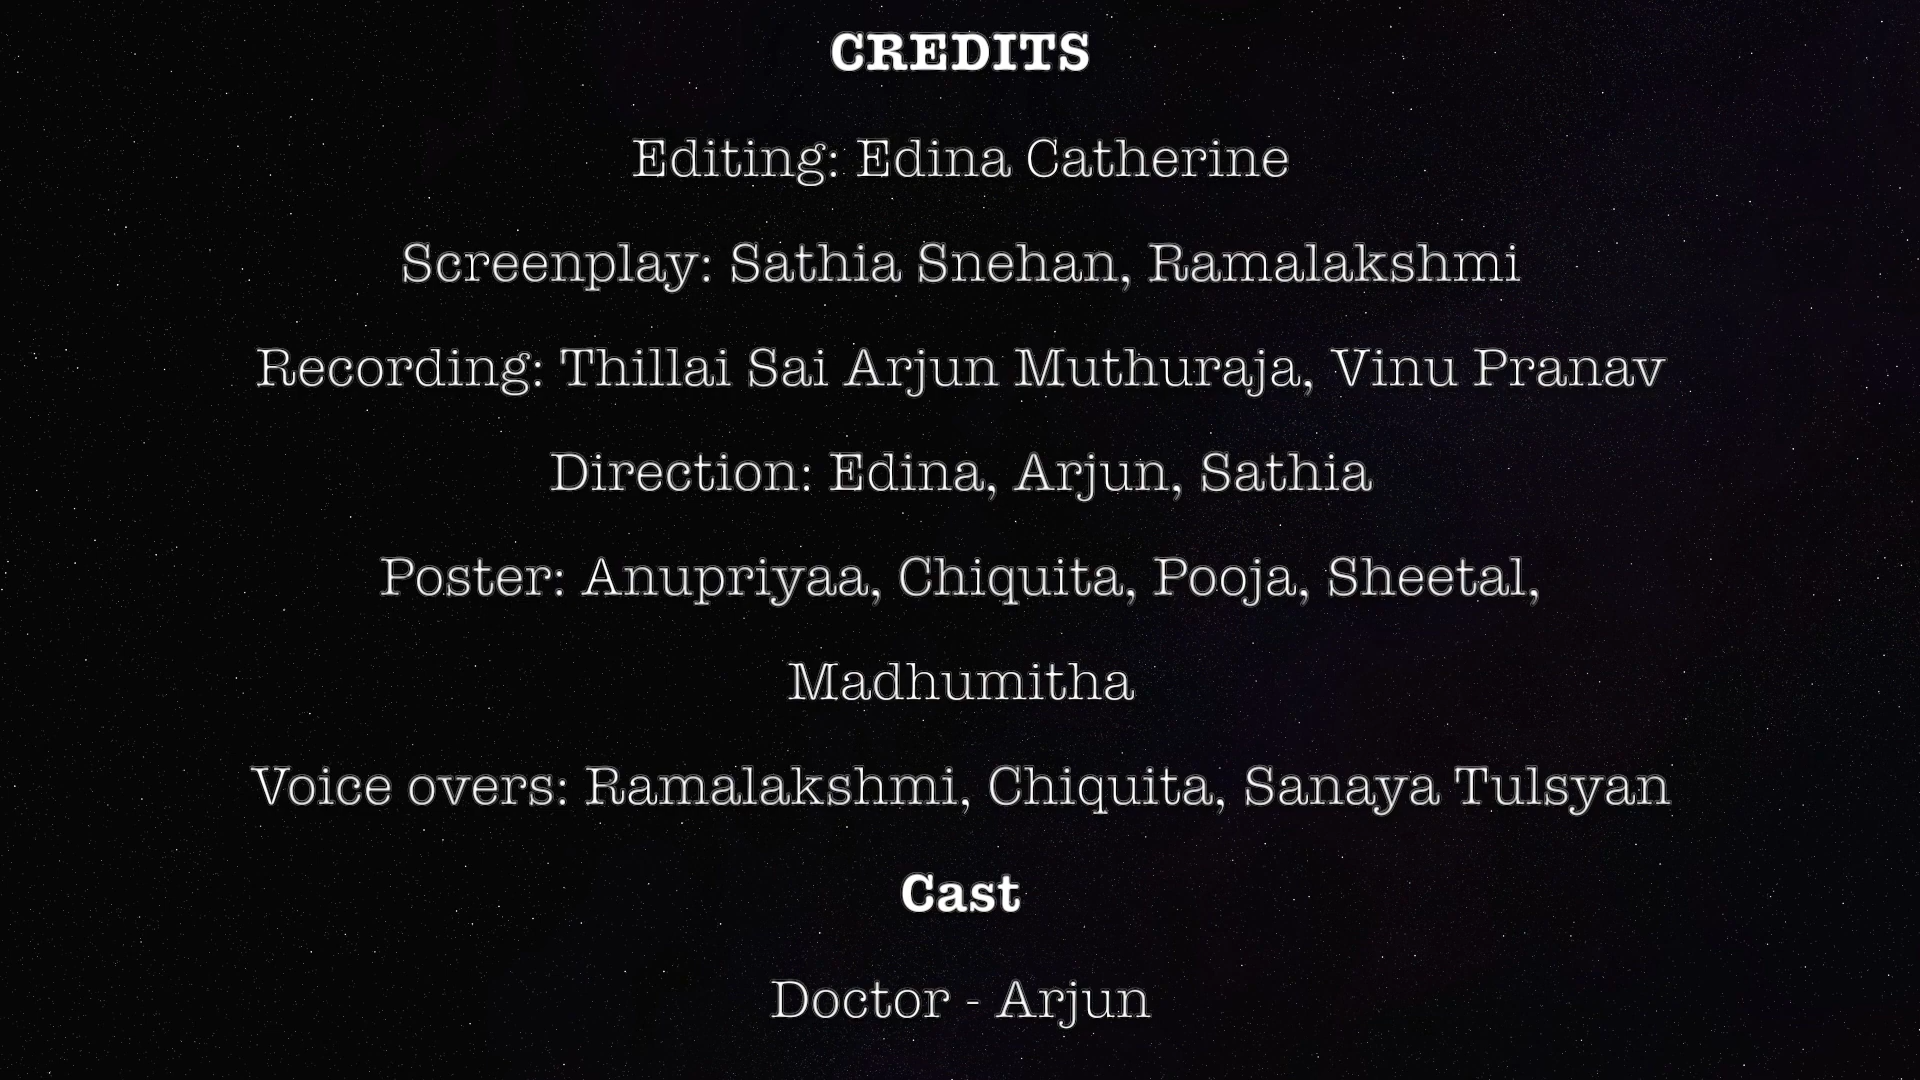 CREDITS
Editing: Edina Catherine
Screenplay: Sathia Snehan, Ramalakshmi
Recording: Thillai Sai Arjun Muthuraja, Vinu Pranav
Direction: Edina, Arjun, Sathia
Poster: Anupriyaa, Chiquita, Pooja, Sheetal,
Madhumitha
Voice overs: Ramalakshmi, Chiquita, Sanaya Tulsyan
Cast
Doctor - Arjun